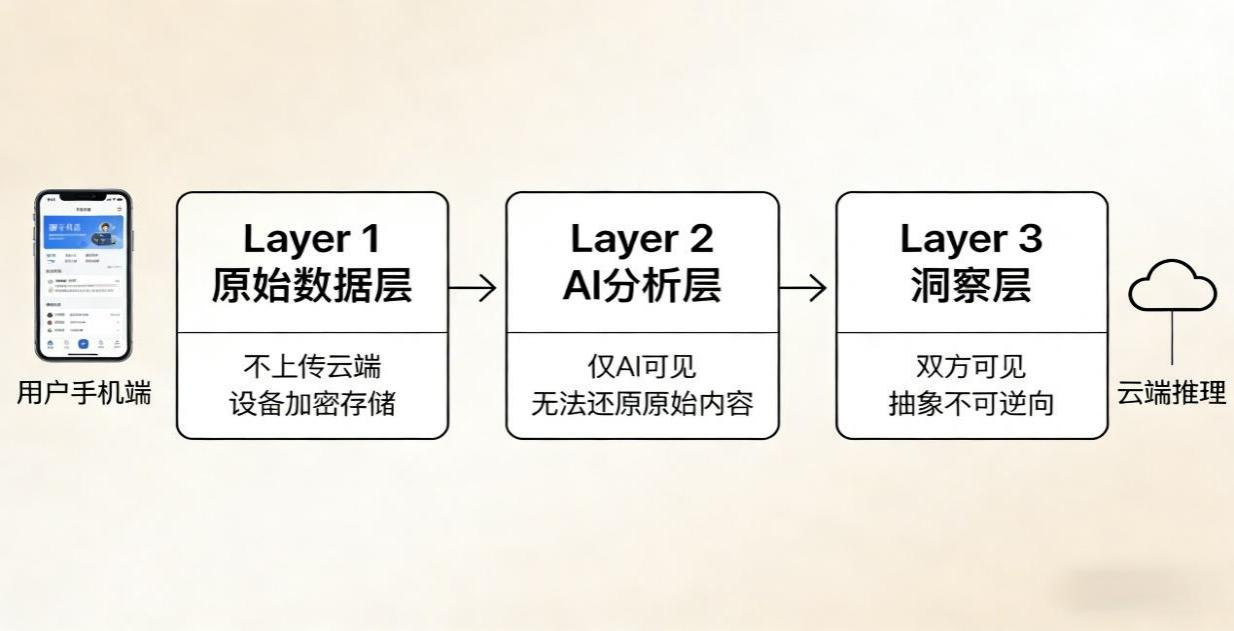 用户手机端
Layer 1
原始数据层
不上传云端
设备加密存储
Layer 2
AI分析层
仅AI可见
无法还原原始内容
Layer 3
洞察层
双方可见
抽象不可逆向
云端推理